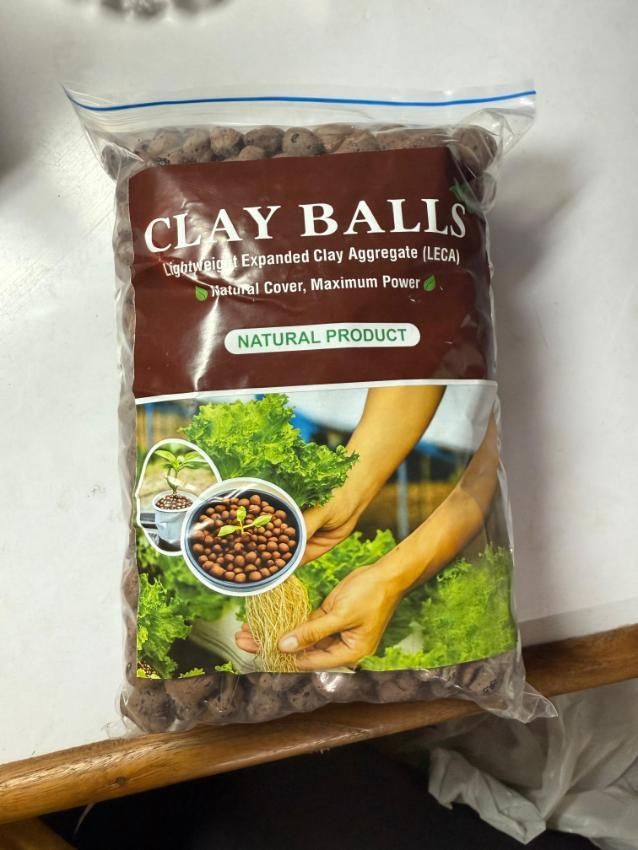 CLAY BALLS
Lightweight Expanded Clay Aggregate (LECA)
Natural Cover, Maximum Power
NATURAL PRODUCT